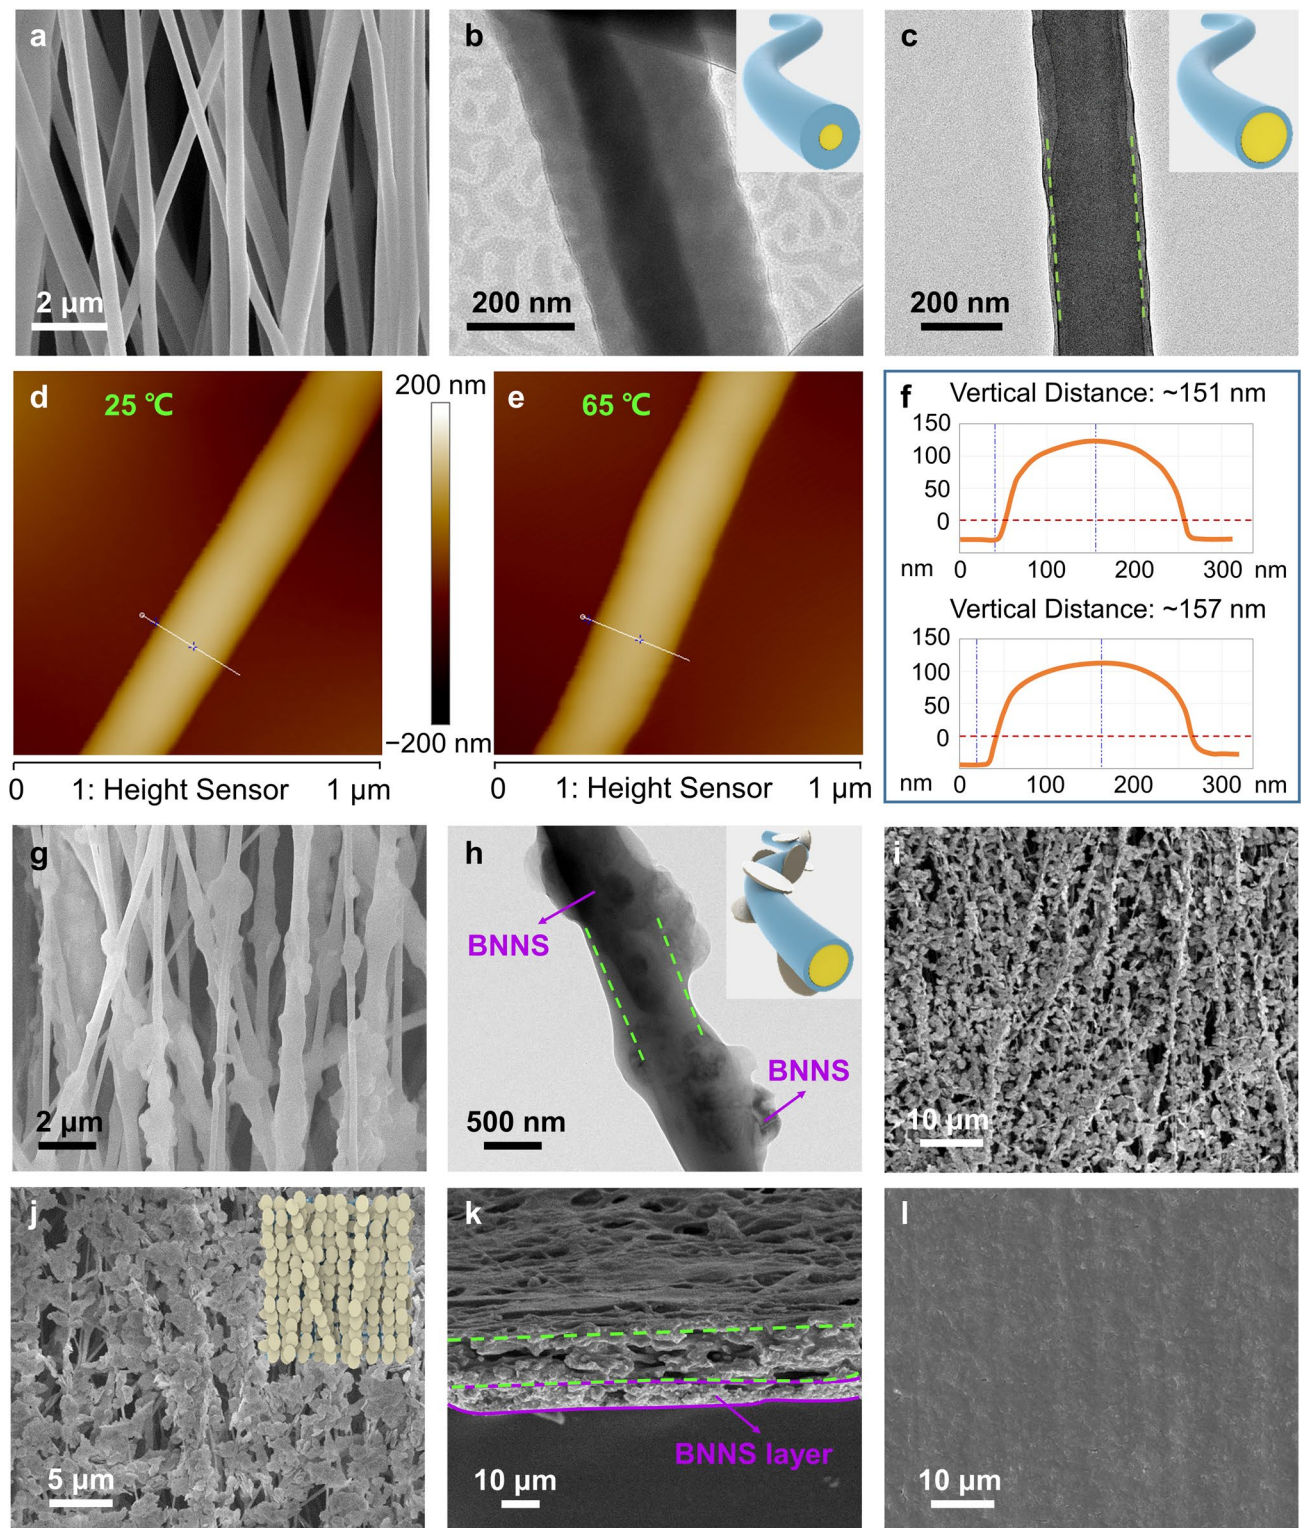 a
2 μm
b
200 nm
c
200 nm
d
25 ℃
200 nm
−200 nm
e
65 ℃
0 1: Height Sensor 1 μm
0 1: Height Sensor 1 μm
f
Vertical Distance: ~151 nm
150
100
50
0
nm 0 100 200 300 nm
Vertical Distance: ~157 nm
150
100
50
0
nm 0 100 200 300 nm
g
2 μm
h
BNNS
BNNS
500 nm
i
10 μm
j
5 μm
k
BNNS layer
10 μm
l
10 μm